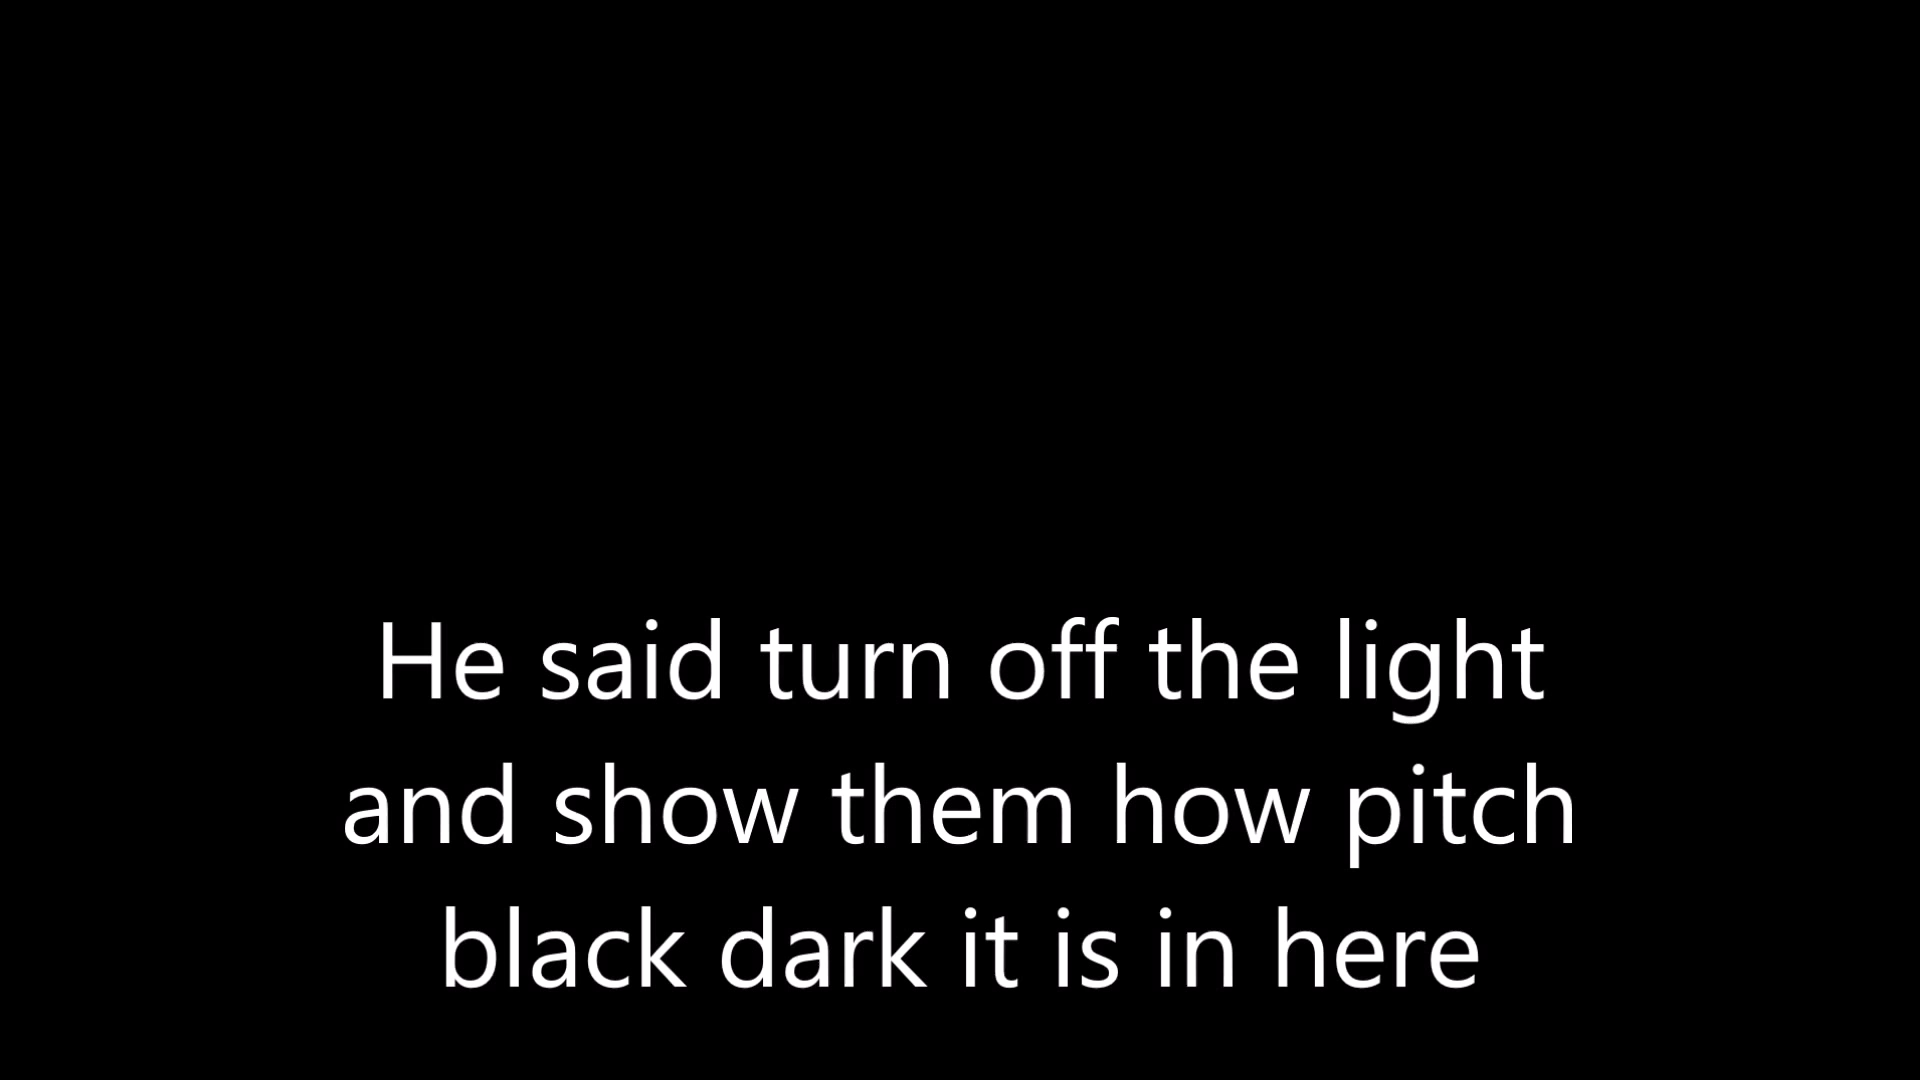 He said turn off the light
and show them how pitch
black dark it is in here